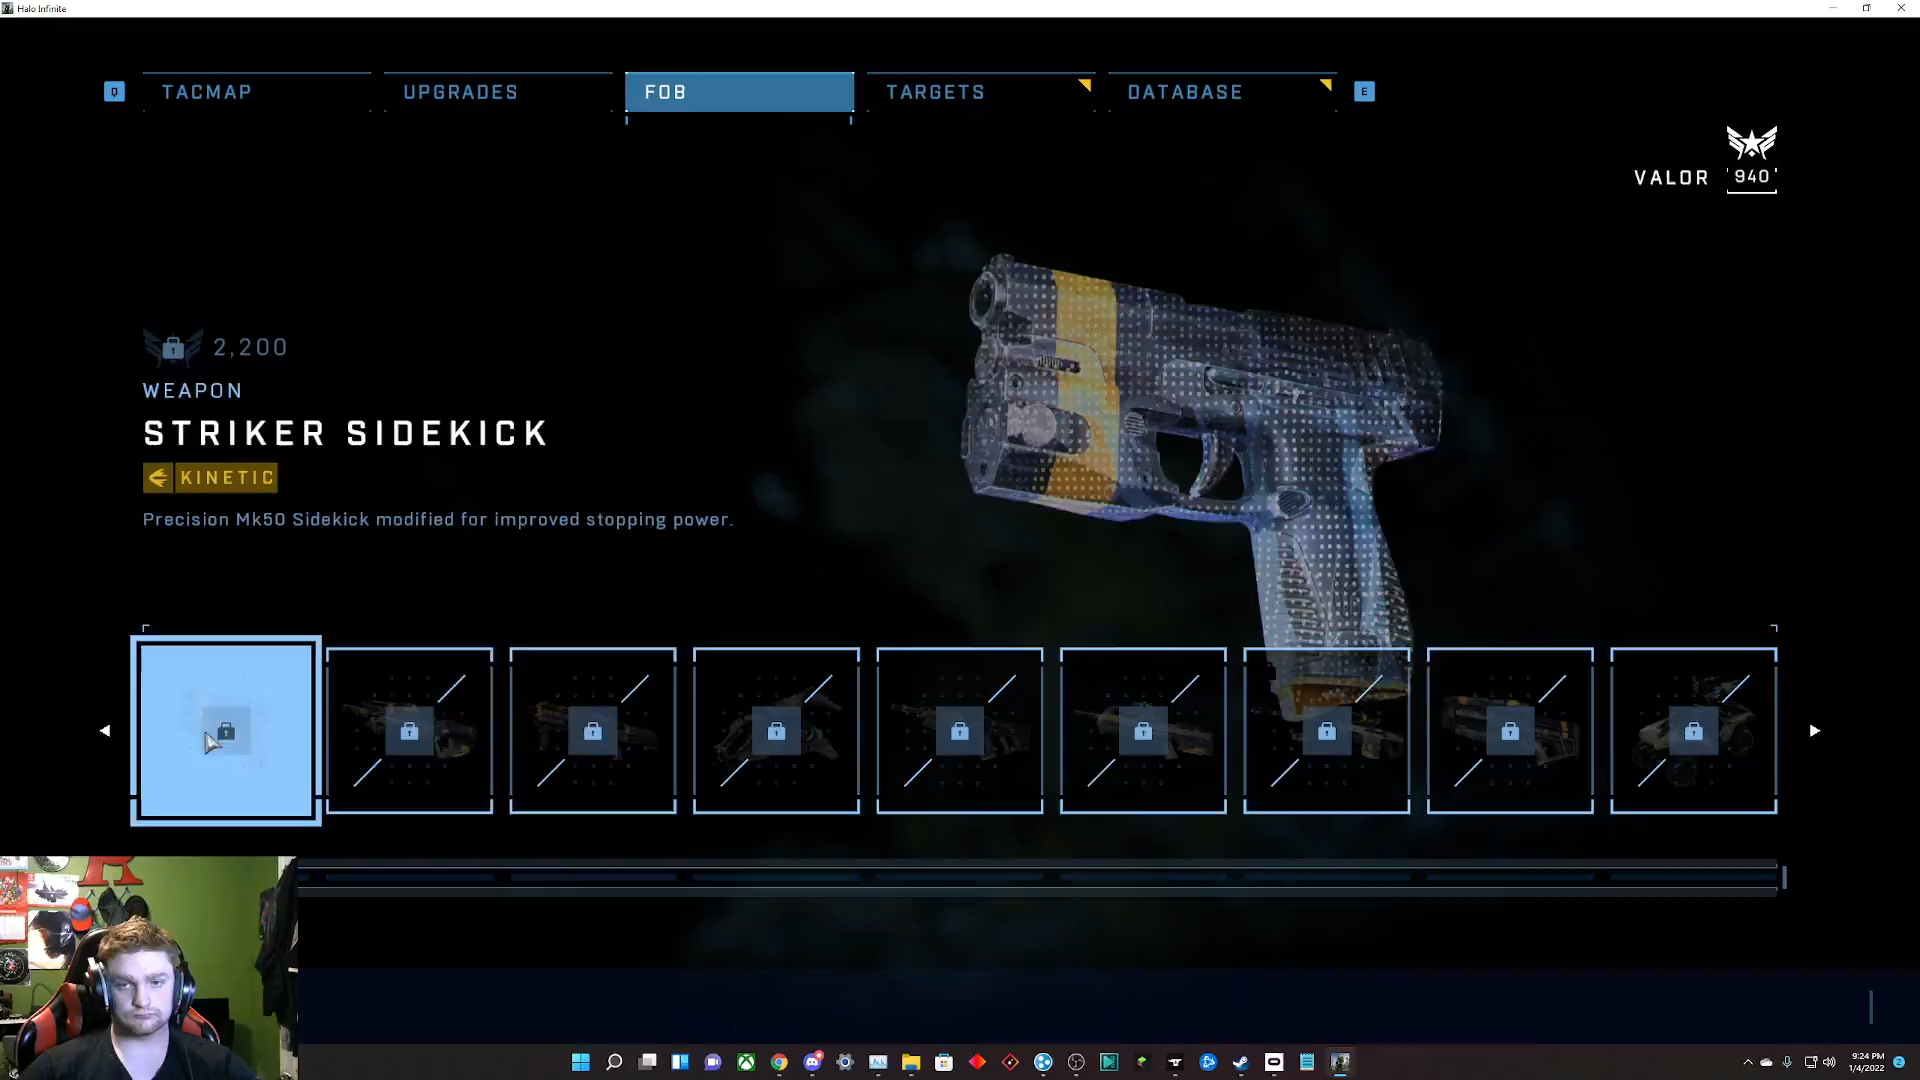 Halo Infinite
Q TACMAP UPGRADES FOB TARGETS DATABASE E
VALOR 940
2,200
WEAPON
STRIKER SIDEKICK
KINETIC
Precision Mk50 Sidekick modified for improved stopping power.
9:24 PM
1/4/2022
2